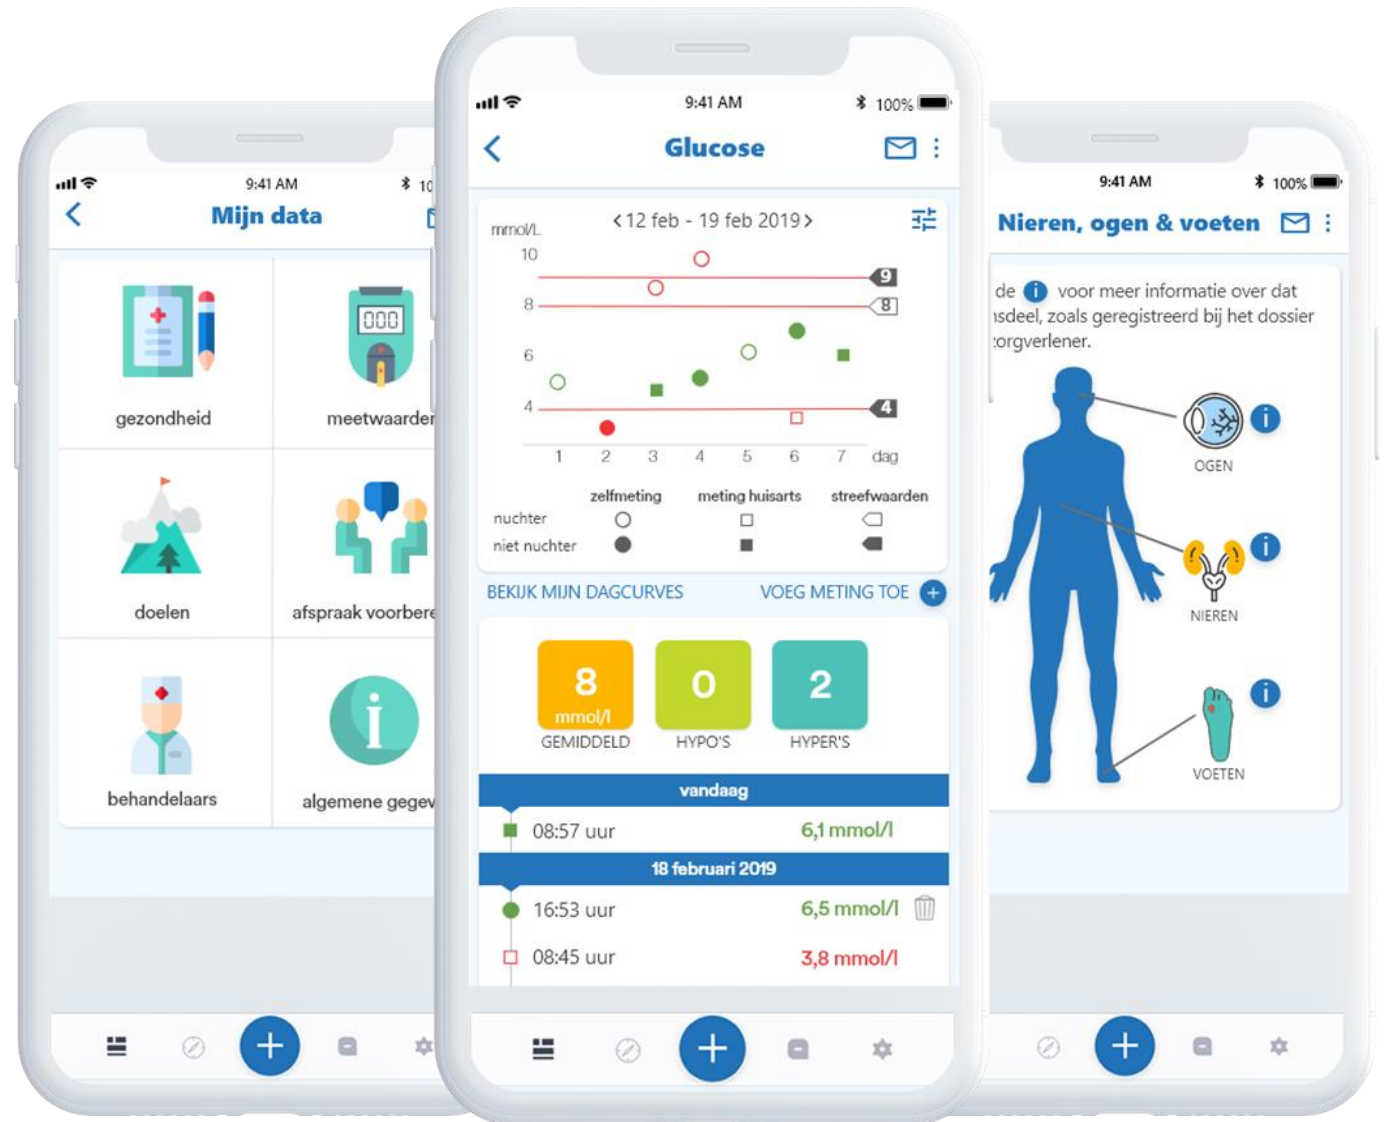 9:41 AM
Mijn data
gezondheid
meetwaarden
doelen
afspraak voorbere
behandelaars
algemene gegev
9:41 AM
100%
Glucose
<12 feb - 19 feb 2019>
mmol/L
10
8
6
4
9
8
4
1 2 3 4 5 6 7 dag
zelfmeting meting huisarts streefwaarden
nuchter
niet nuchter
BEKIJK MIJN DAGCURVES VOEG METING TOE +
8 0 2
mmol/l
GEMIDDELD HYPO'S HYPER'S
vandaag
08:57 uur 6,1 mmol/l
18 februari 2019
16:53 uur 6,5 mmol/l
08:45 uur 3,8 mmol/l
9:41 AM
100%
Nieren, ogen & voeten
de i voor meer informatie over dat
nsdeel, zoals geregistreerd bij het dossier
zorgverlener.
OGEN
NIEREN
VOETEN